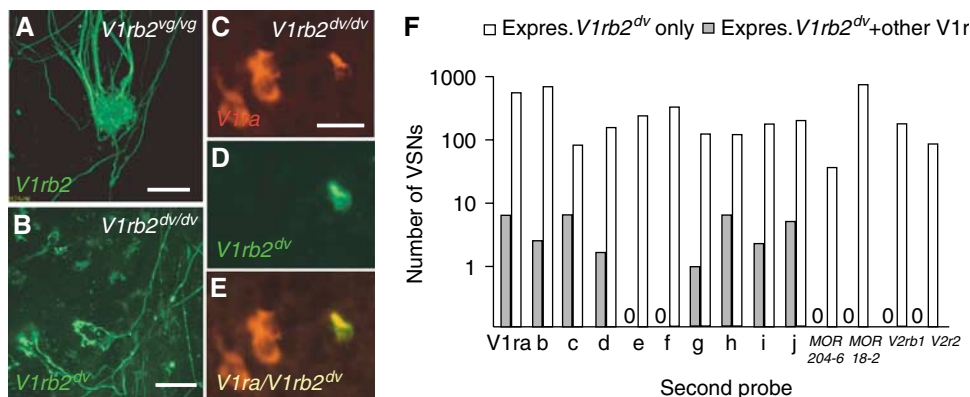 A V1rb2vg/vg
V1rb2
B V1rb2dv/dv
V1rb2dv
C V1rb2dv/dv
V1ra
D
V1rb2dv
E
V1ra/V1rb2dv
F Expres. V1rb2dv only Expres. V1rb2dv+other V1r
Number of VSNs
1000
100
10
1
0 0 0 0 0 0
V1ra b c d e f g h i j MOR 204-6 MOR 18-2 V2rb1 V2r2
Second probe